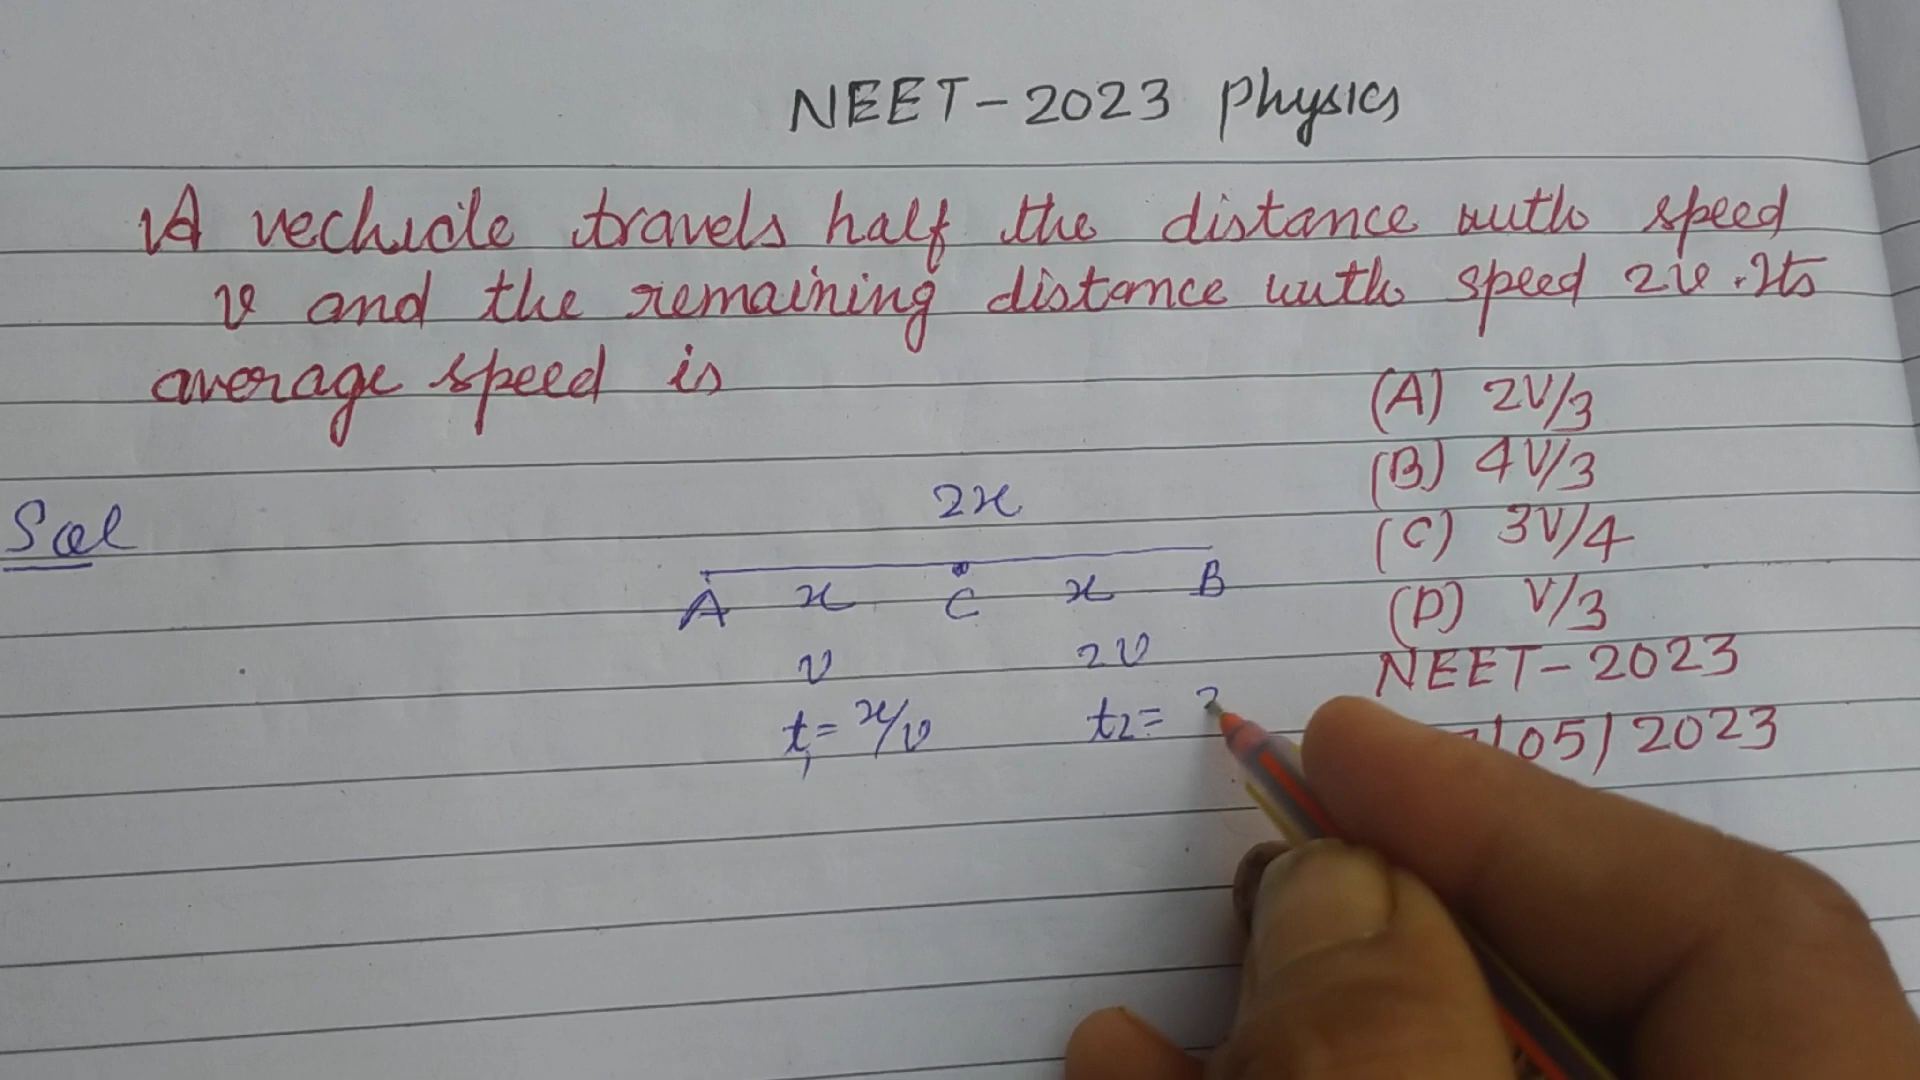 NEET-2023 Physics
A vechicle travels half the distance with speed
v and the remaining distance with speed 2v. Its
average speed is
(A) 2V/3
(B) 4V/3
(C) 3V/4
(D) V/3
NEET-2023
/05/2023
Sol
2x
A x C x B
v 2v
t1= x/v t2=